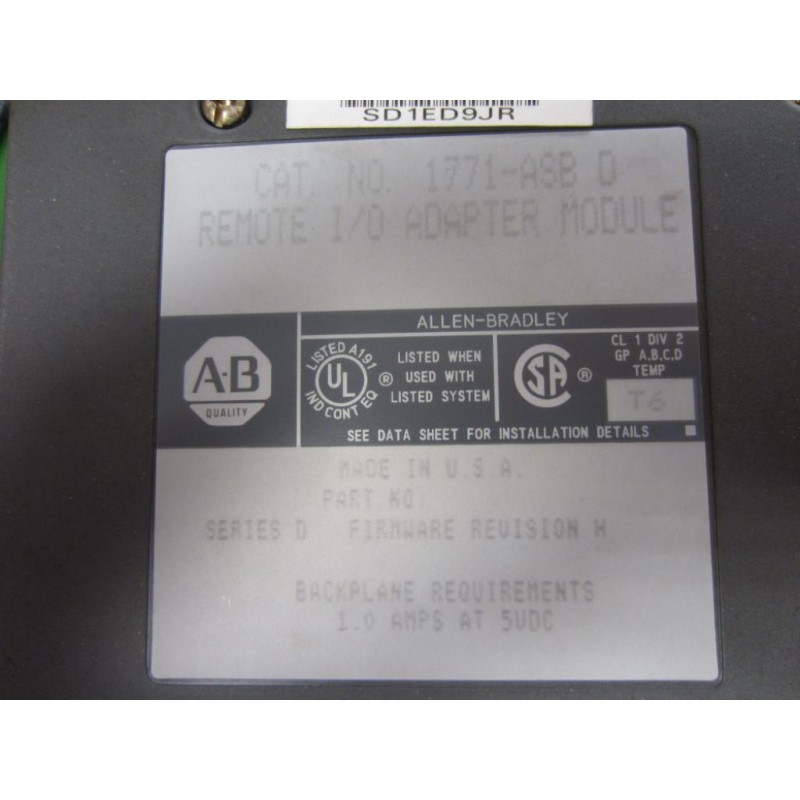 SD1ED9JR
CAT. NO. 1771-ASB D
REMOTE I/O ADAPTER MODULE
ALLEN-BRADLEY
A·B
QUALITY
LISTED A191
UL
IND CONT EQ
®
LISTED WHEN
USED WITH
LISTED SYSTEM
SA
®
CL 1 DIV 2
GP A,B,C,D
TEMP
T6
SEE DATA SHEET FOR INSTALLATION DETAILS
MADE IN U.S.A.
PART NO
SERIES D FIRMWARE REVISION H
BACKPLANE REQUIREMENTS
1.0 AMPS AT 5VDC